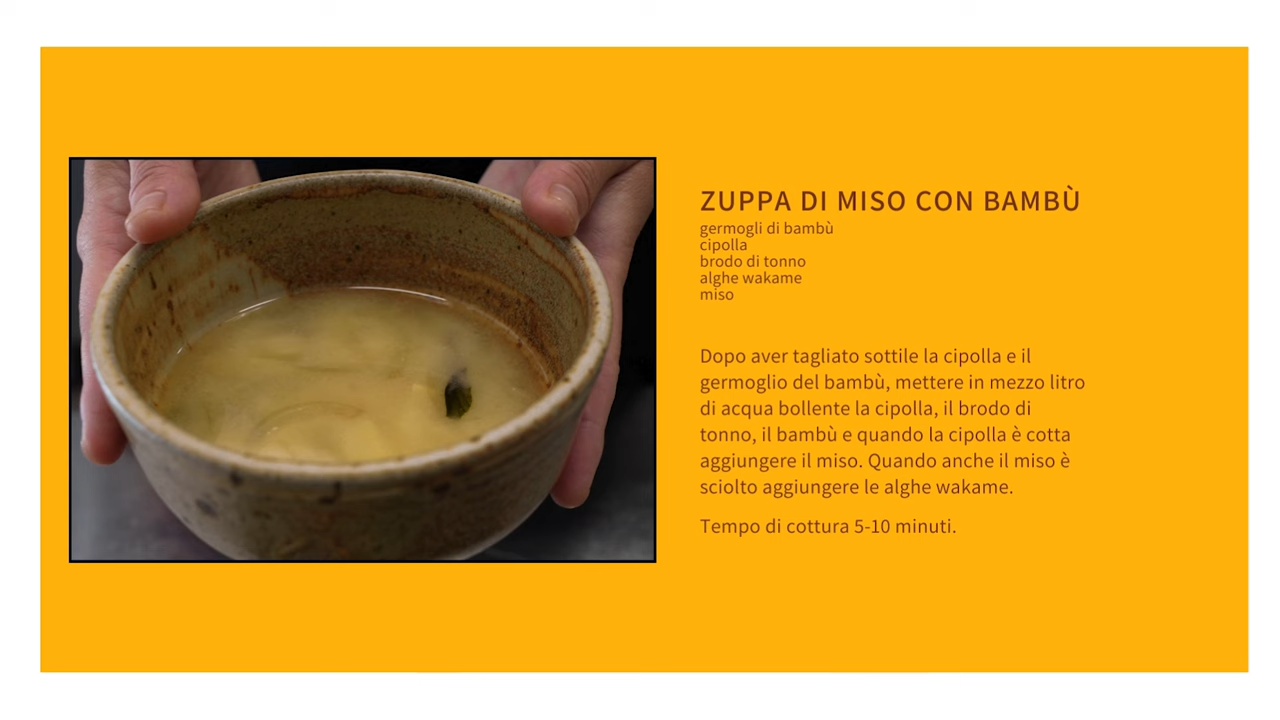 ZUPPA DI MISO CON BAMBÙ
germogli di bambù
cipolla
brodo di tonno
alghe wakame
miso
Dopo aver tagliato sottile la cipolla e il
germoglio del bambù, mettere in mezzo litro
di acqua bollente la cipolla, il brodo di
tonno, il bambù e quando la cipolla è cotta
aggiungere il miso. Quando anche il miso è
sciolto aggiungere le alghe wakame.
Tempo di cottura 5-10 minuti.